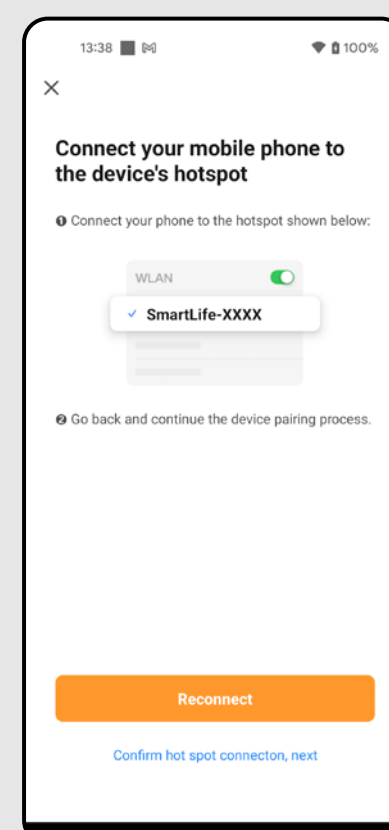 13:38 100%
Connect your mobile phone to
the device's hotspot
❶ Connect your phone to the hotspot shown below:
WLAN
SmartLife-XXXX
❷ Go back and continue the device pairing process.
Reconnect
Confirm hot spot connecton, next